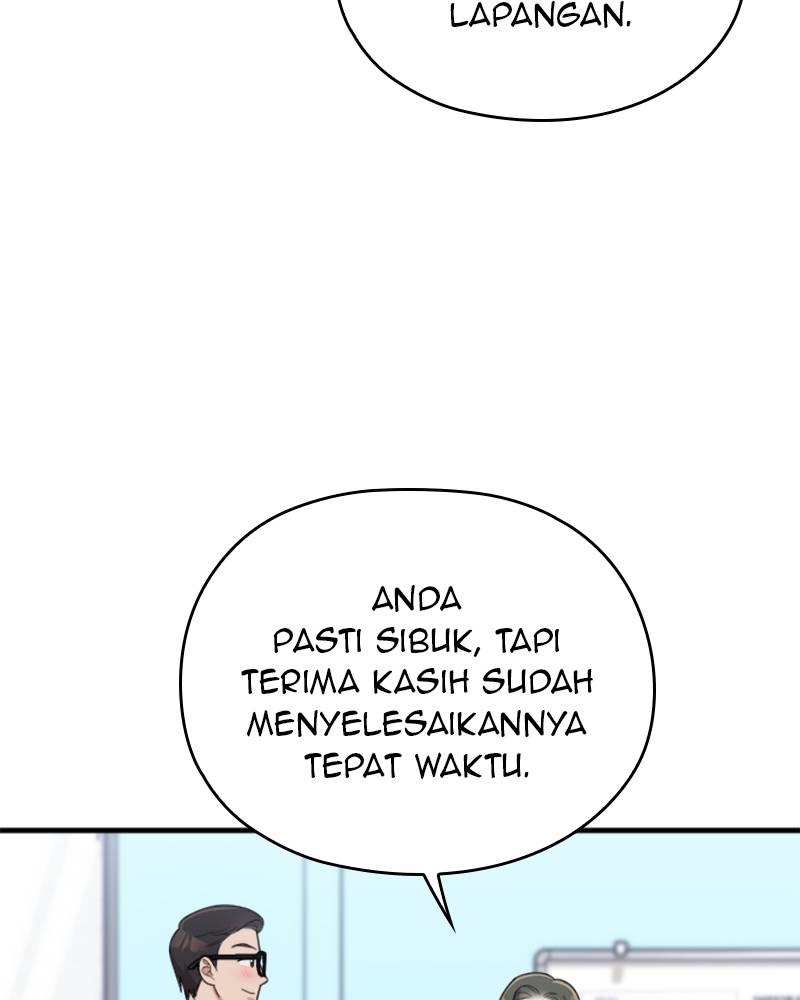 LAPANGAN.
ANDA
PASTI SIBUK, TAPI
TERIMA KASIH SUDAH
MENYELESAIKANNYA
TEPAT WAKTU.